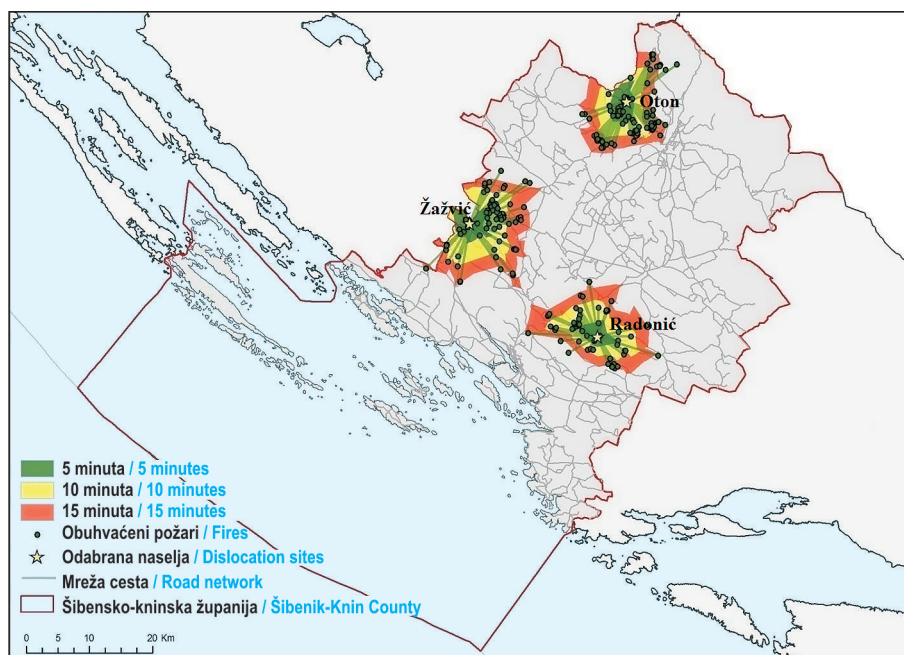 Oton
Žažvić
Radonić
5 minuta / 5 minutes
10 minuta / 10 minutes
15 minuta / 15 minutes
Obuhvaćeni požari / Fires
Odabrana naselja / Dislocation sites
Mreža cesta / Road network
Šibensko-kninska županija / Šibenik-Knin County
0 5 10 20 Km